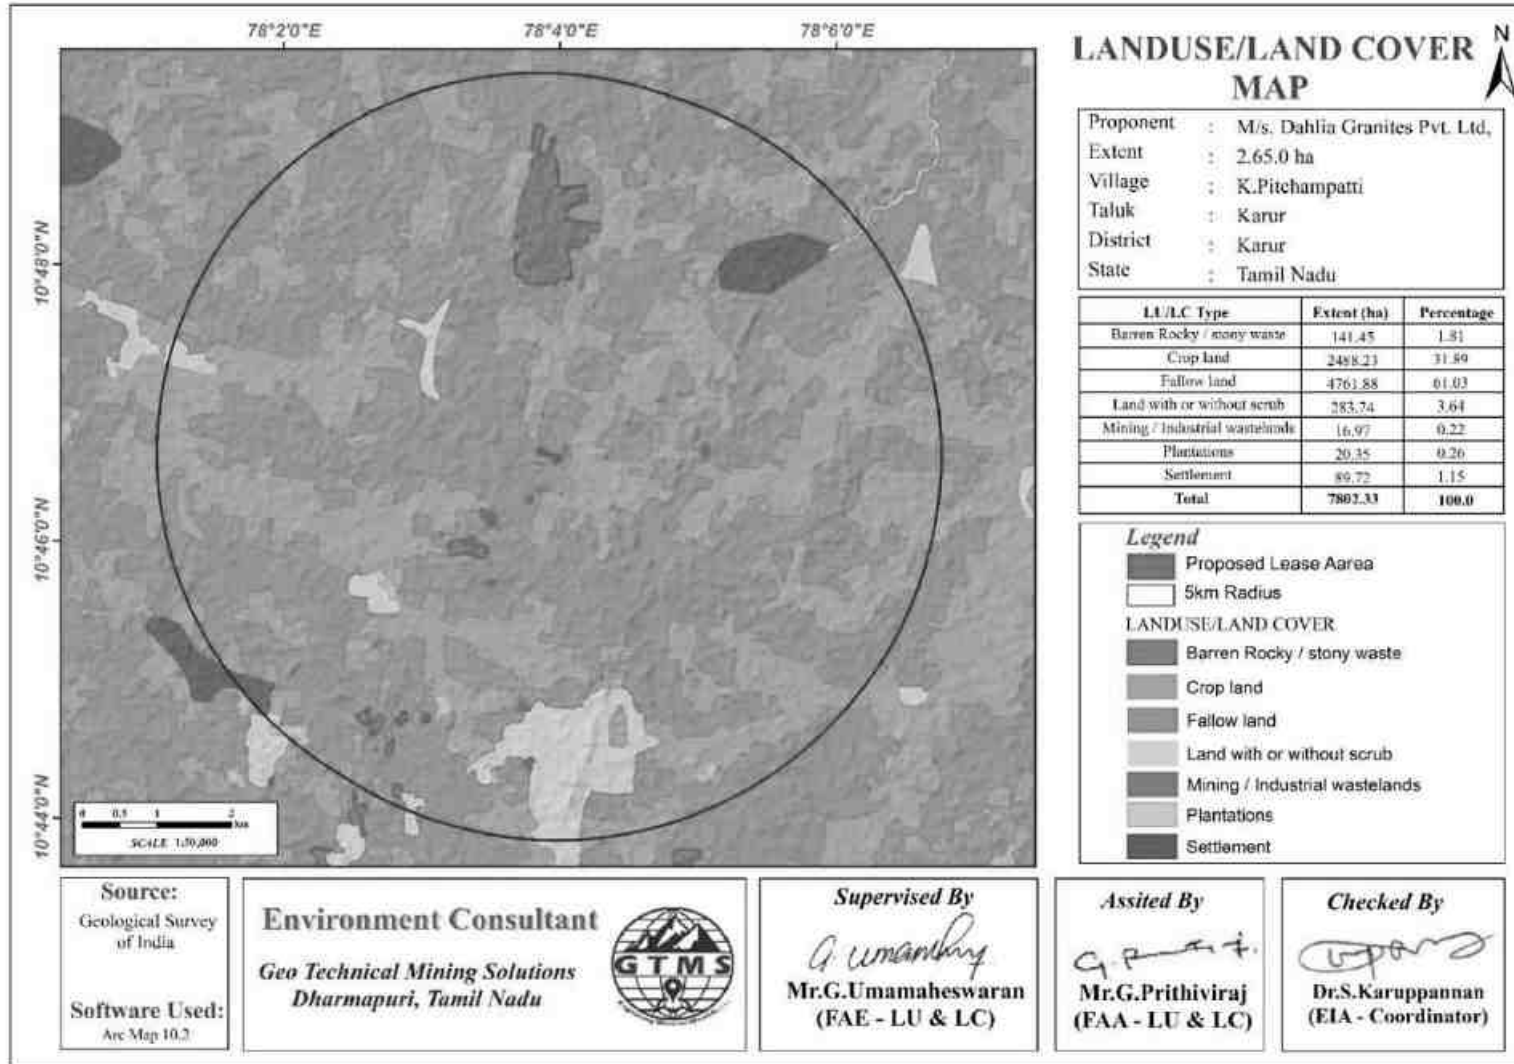 78°2'0"E 78°4'0"E 78°6'0"E
10°48'0"N
10°46'0"N
10°44'0"N
0 0.5 1 2
km
SCALE 1:50,000
LANDUSE/LAND COVER
MAP
N
Proponent : M/s. Dahlia Granites Pvt. Ltd,
Extent : 2.65.0 ha
Village : K.Pitchampatti
Taluk : Karur
District : Karur
State : Tamil Nadu
LU/LC Type Extent (ha) Percentage
Barren Rocky / stony waste 141.45 1.81
Crop land 2488.23 31.89
Fallow land 4761.88 61.03
Land with or without scrub 283.74 3.64
Mining / Industrial wastelands 16.97 0.22
Plantations 20.35 0.26
Settlement 89.72 1.15
Total 7802.33 100.0
Legend
Proposed Lease Aarea
5km Radius
LANDUSE/LAND COVER
Barren Rocky / stony waste
Crop land
Fallow land
Land with or without scrub
Mining / Industrial wastelands
Plantations
Settlement
Source:
Geological Survey
of India
Software Used:
Arc Map 10.2
Environment Consultant
Geo Technical Mining Solutions
Dharmapuri, Tamil Nadu
GTMS
Supervised By
Mr.G.Umamaheswaran
(FAE - LU & LC)
Assited By
Mr.G.Prithiviraj
(FAA - LU & LC)
Checked By
Dr.S.Karuppannan
(EIA - Coordinator)